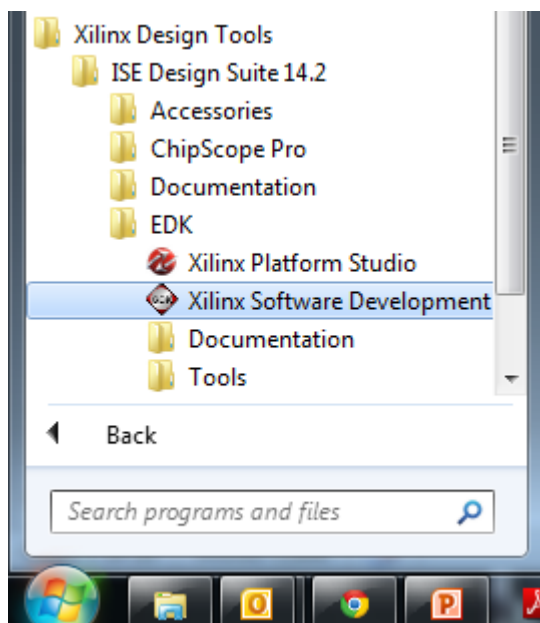 Xilinx Design Tools
ISE Design Suite 14.2
Accessories
ChipScope Pro
Documentation
EDK
Xilinx Platform Studio
Xilinx Software Development
Documentation
Tools
Back
Search programs and files